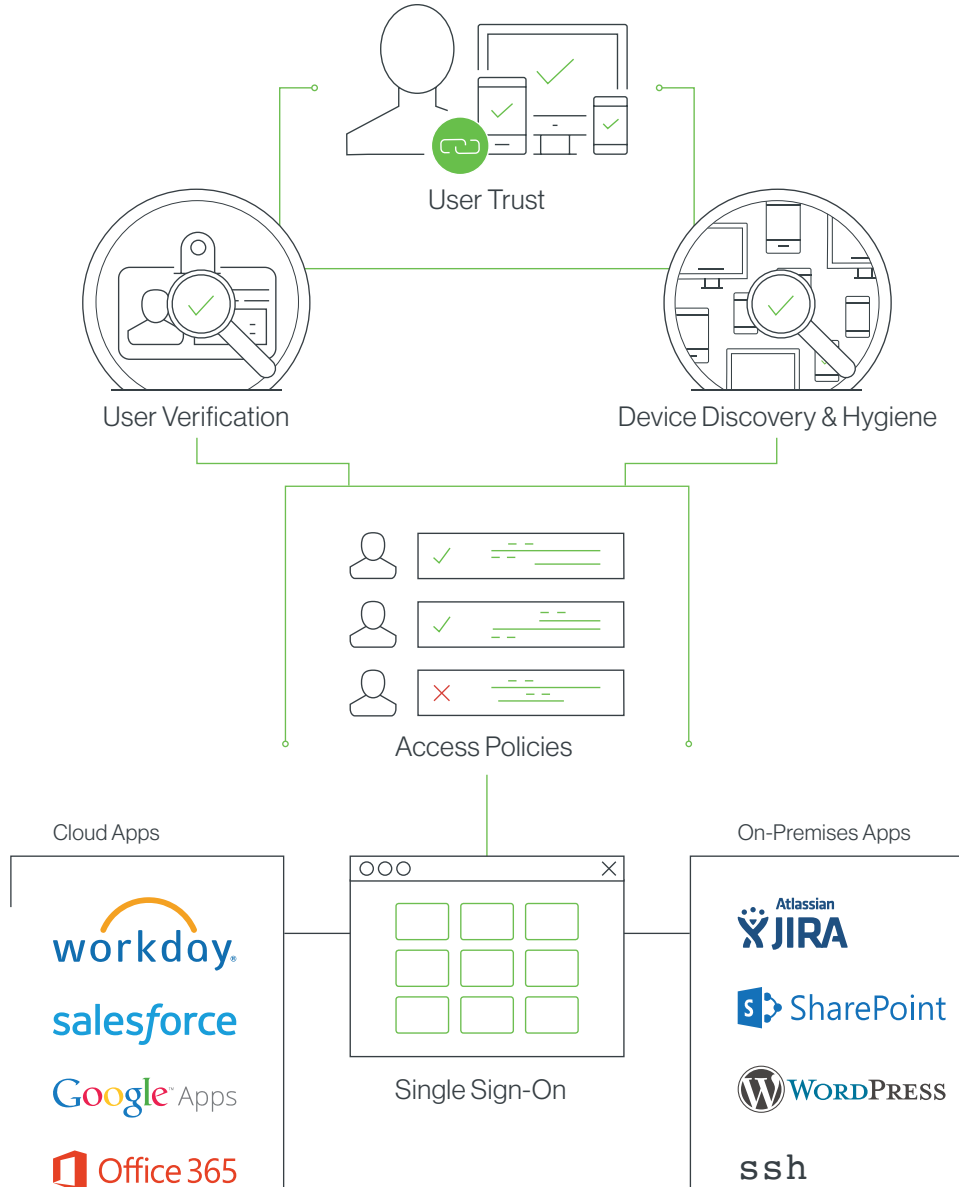 User Trust
User Verification
Device Discovery & Hygiene
Access Policies
Cloud Apps
On-Premises Apps
workday.
salesforce
Google™ Apps
Office 365
Single Sign-On
Atlassian
JIRA
S SharePoint
W WORDPRESS
ssh